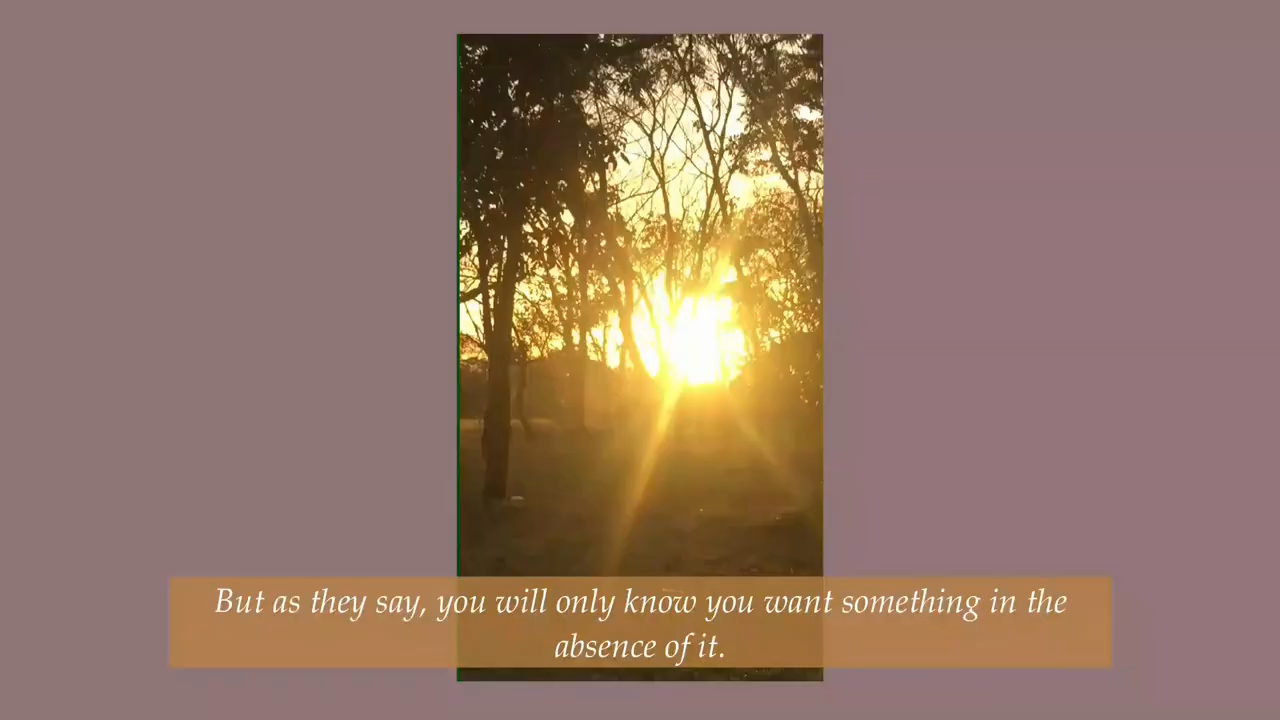 But as they say, you will only know you want something in the
absence of it.